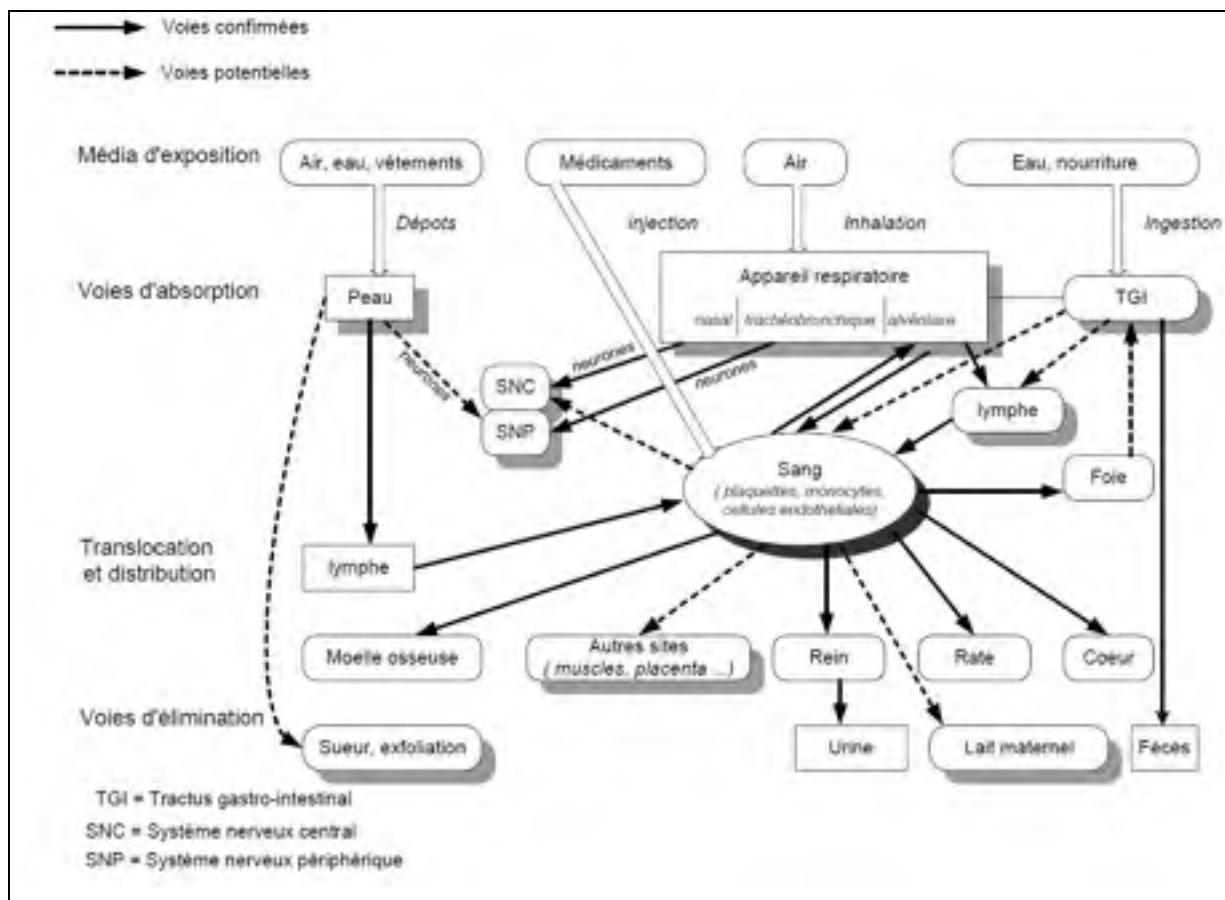 Voies confirmées
Voies potentielles
Média d'exposition
Air, eau, vêtements
Médicaments
Air
Eau, nourriture
Dépots
Injection
Inhalation
Ingestion
Voies d'absorption
Peau
Appareil respiratoire
nasal
trachéobronchique
alvéolaire
TGI
neurones
neurones
neurones
SNC
SNP
lymphe
Sang
( plaquettes, monocytes,
cellules endothéliales)
Foie
Translocation
et distribution
lymphe
Moelle osseuse
Autres sites
( muscles, placenta ...)
Rein
Rate
Coeur
Voies d'élimination
Sueur, exfoliation
Urine
Lait maternel
Fécès
TGI = Tractus gastro-intestinal
SNC = Système nerveux central
SNP = Système nerveux périphérique